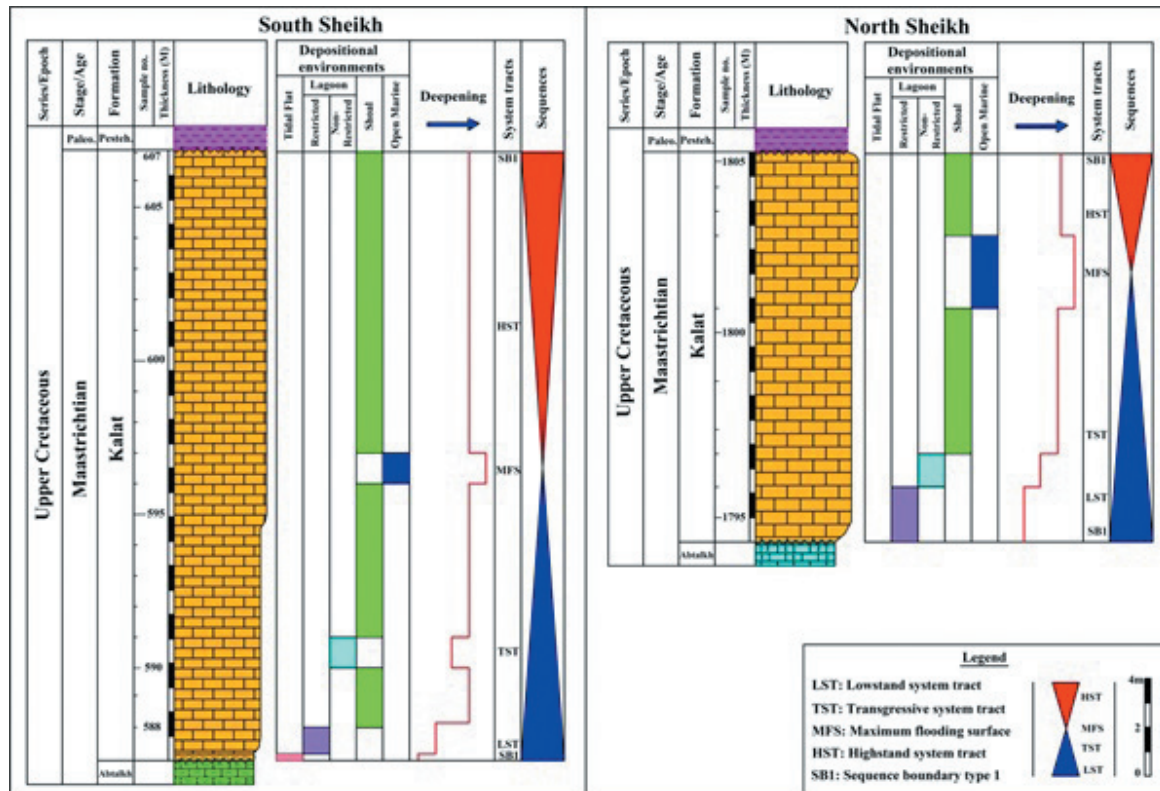 South Sheikh
Series/Epoch
Stage/Age
Formation
Sample no.
Thickness (M)
Lithology
Depositional
environments
Tidal Flat
Lagoon
Restricted
Non-
Restricted
Shoal
Open Marine
Deepening
System tracts
Sequences
Paleo.
Pesteh.
Upper Cretaceous
Maastrichtian
Kalat
Abtalkh
607
605
600
595
590
588
SB1
HST
MFS
TST
LST
SB1
North Sheikh
Series/Epoch
Stage/Age
Formation
Sample no.
Thickness (M)
Lithology
Depositional
environments
Tidal Flat
Lagoon
Restricted
Non-
Restricted
Shoal
Open Marine
Deepening
System tracts
Sequences
Paleo.
Pesteh.
Upper Cretaceous
Maastrichtian
Kalat
Abtalkh
1805
1800
1795
SB1
HST
MFS
TST
LST
SB1
Legend
LST: Lowstand system tract
TST: Transgressive system tract
MFS: Maximum flooding surface
HST: Highstand system tract
SB1: Sequence boundary type 1
HST
MFS
TST
LST
4m
2
0